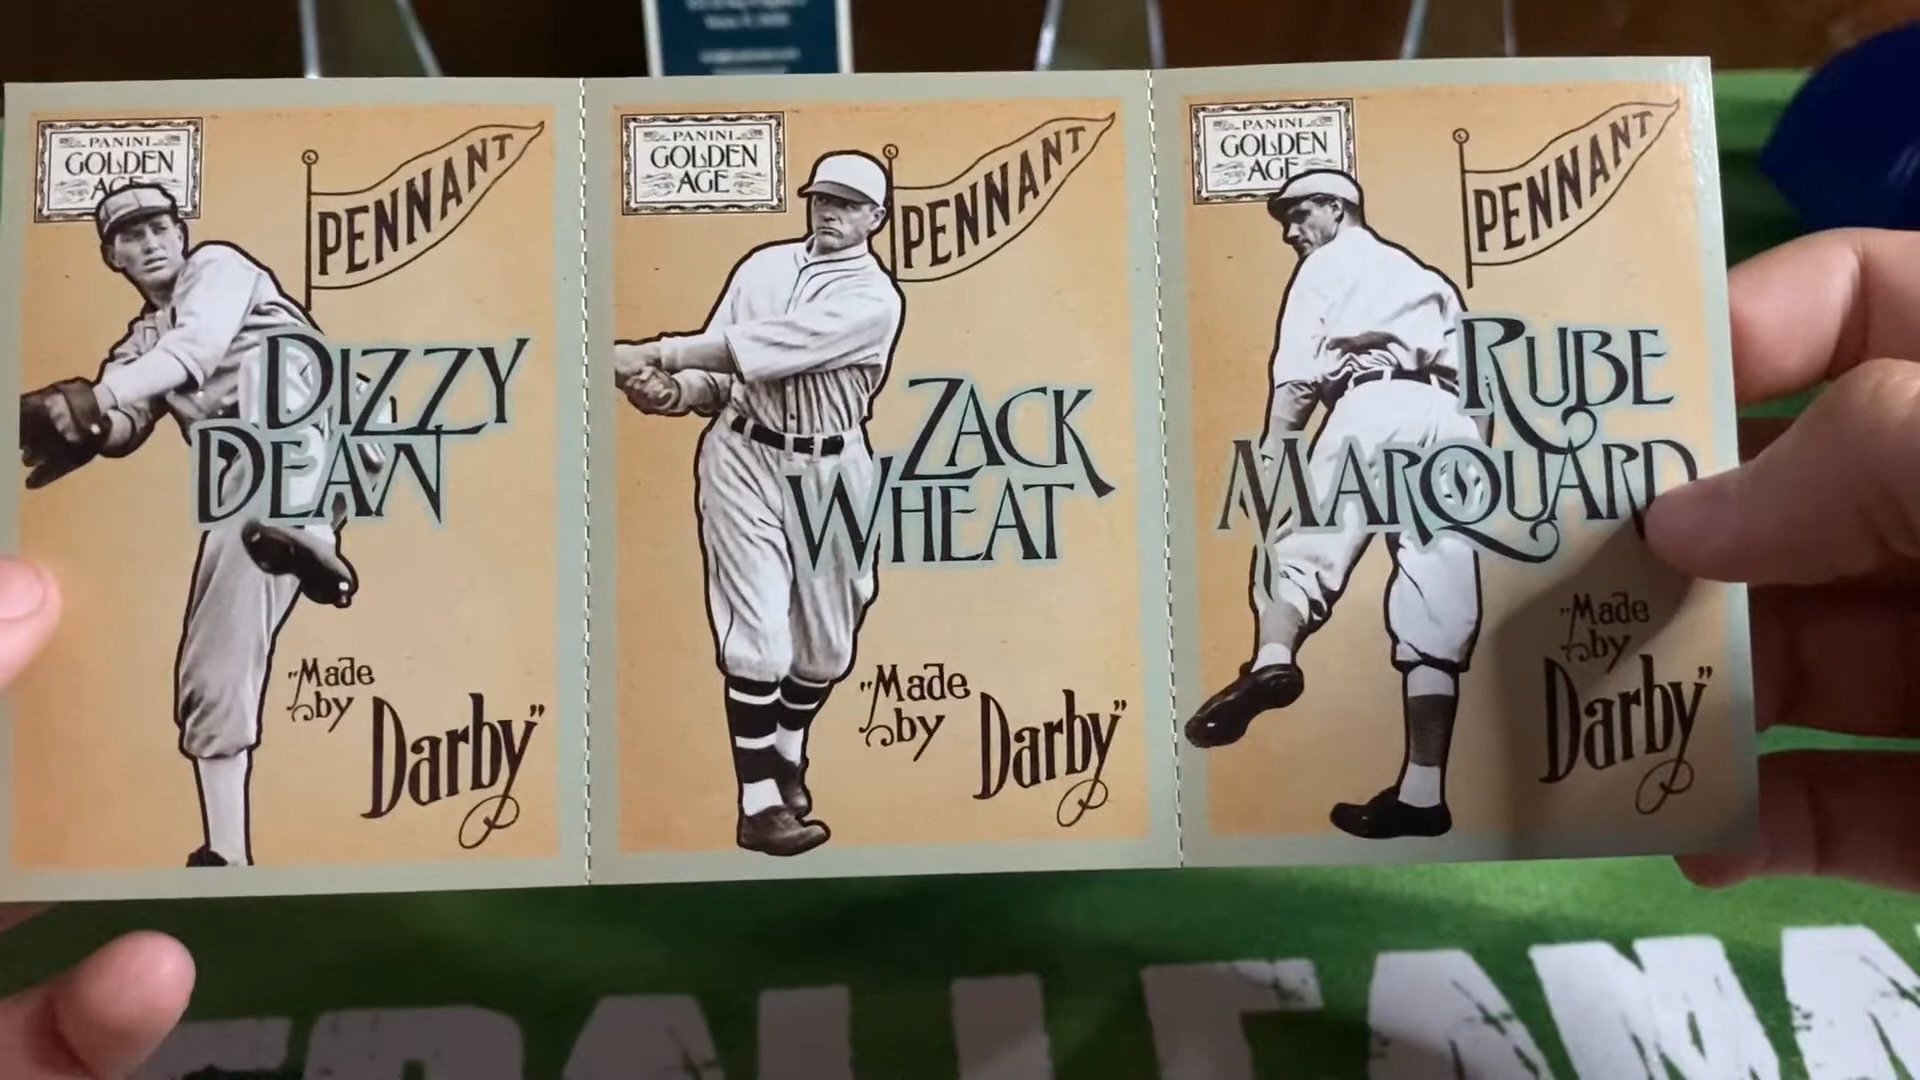 PANINI
GOLDEN
AGE
PENNANT
DIZZY
DEAN
"Made
by
Darby"
PANINI
GOLDEN
AGE
PENNANT
ZACK
WHEAT
"Made
by
Darby"
PANINI
GOLDEN
AGE
PENNANT
RUBE
MARQUARD
"Made
by
Darby"